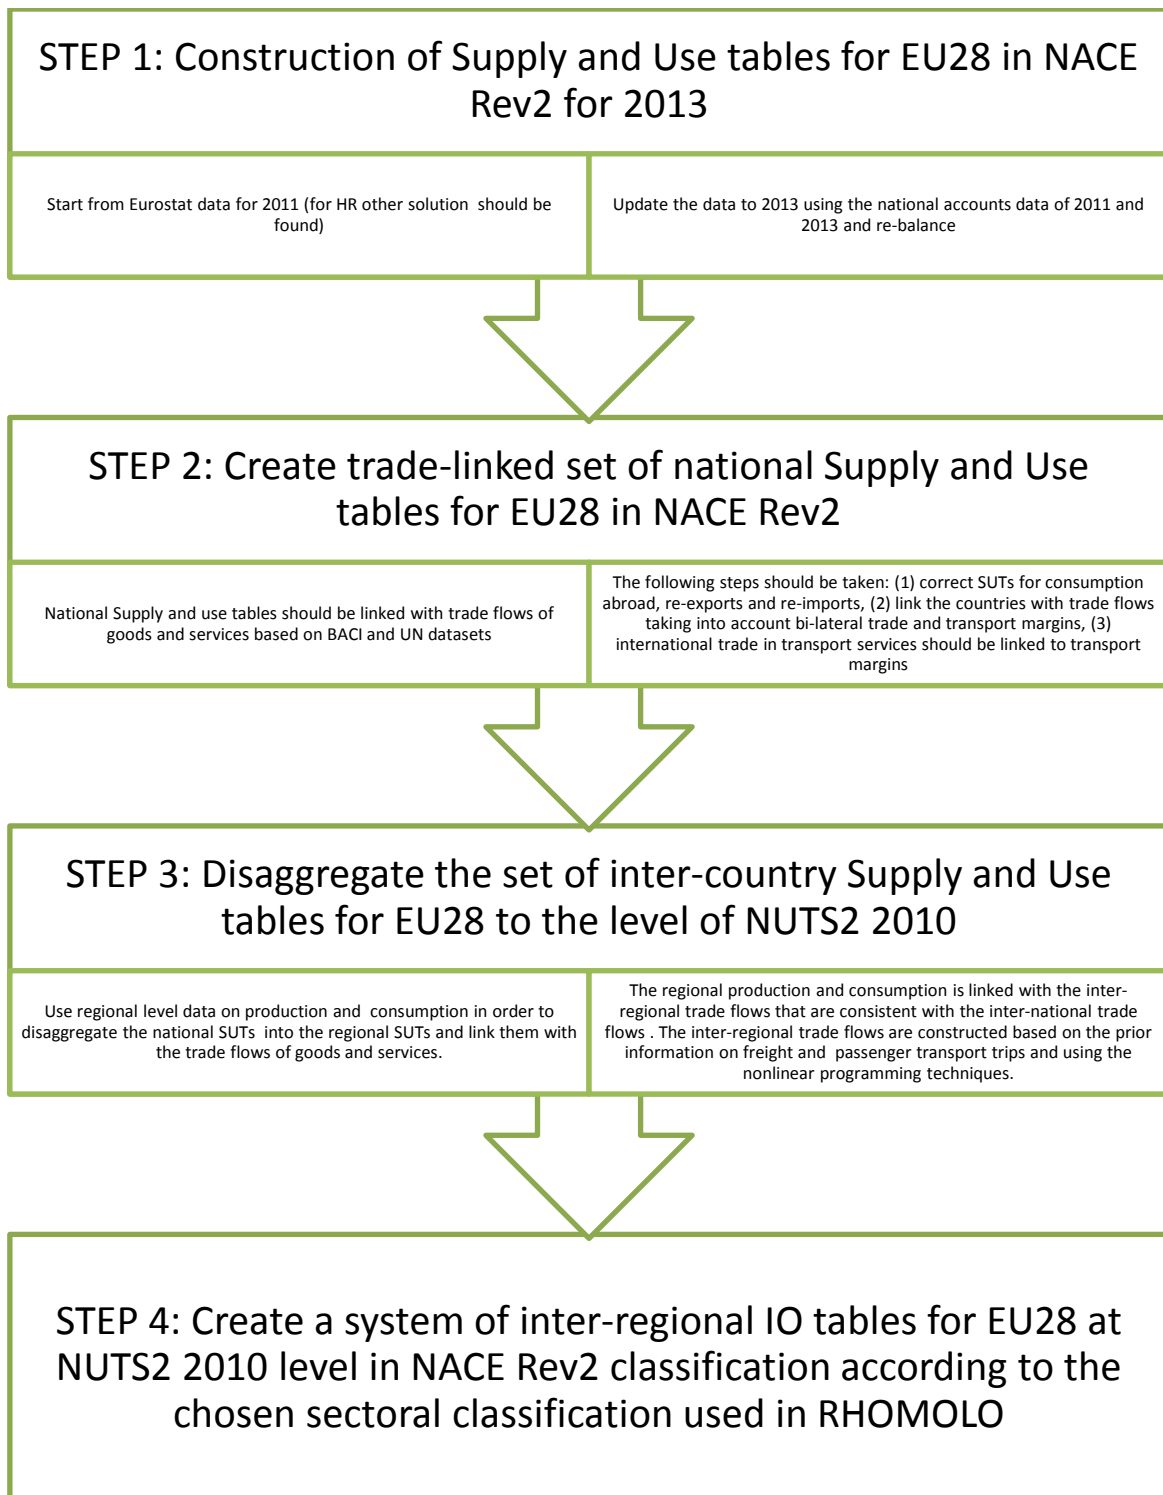 STEP 1: Construction of Supply and Use tables for EU28 in NACE
Rev2 for 2013
Start from Eurostat data for 2011 (for HR other solution should be
found)
Update the data to 2013 using the national accounts data of 2011 and
2013 and re-balance
STEP 2: Create trade-linked set of national Supply and Use
tables for EU28 in NACE Rev2
National Supply and use tables should be linked with trade flows of
goods and services based on BACI and UN datasets
The following steps should be taken: (1) correct SUTs for consumption
abroad, re-exports and re-imports, (2) link the countries with trade flows
taking into account bi-lateral trade and transport margins, (3)
international trade in transport services should be linked to transport
margins
STEP 3: Disaggregate the set of inter-country Supply and Use
tables for EU28 to the level of NUTS2 2010
Use regional level data on production and consumption in order to
disaggregate the national SUTs into the regional SUTs and link them with
the trade flows of goods and services.
The regional production and consumption is linked with the inter-
regional trade flows that are consistent with the inter-national trade
flows . The inter-regional trade flows are constructed based on the prior
information on freight and passenger transport trips and using the
nonlinear programming techniques.
STEP 4: Create a system of inter-regional IO tables for EU28 at
NUTS2 2010 level in NACE Rev2 classification according to the
chosen sectoral classification used in RHOMOLO